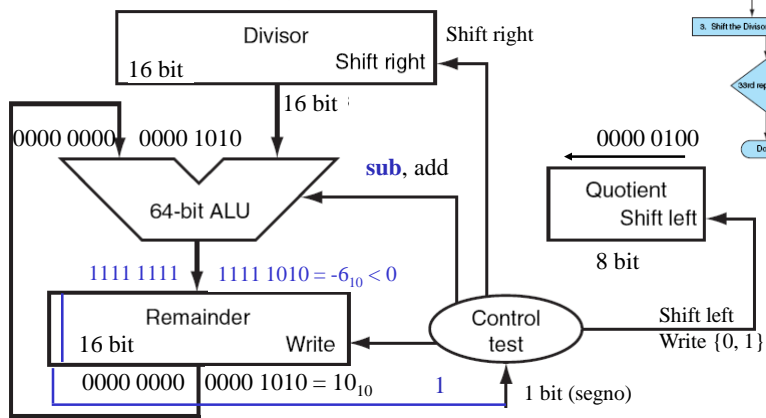 Divisor
Shift right
16 bit
Shift right
3. Shift the Divisor
33rd rep
16 bit
0000 0000 0000 1010
0000 0100
sub, add
64-bit ALU
Quotient
Shift left
8 bit
1111 1111 1111 1010 = -6₁₀ < 0
Remainder
16 bit Write
Control
test
Shift left
Write {0, 1}
0000 0000 0000 1010 = 10₁₀
1
1 bit (segno)